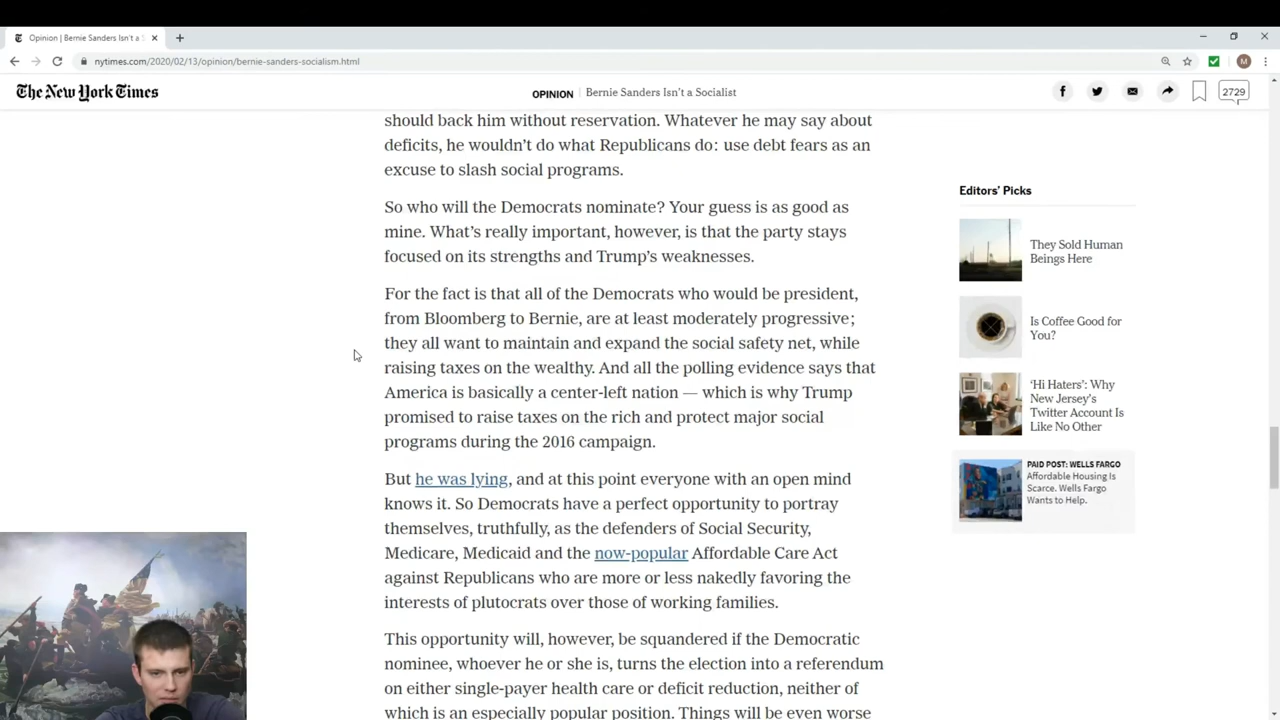 Opinion | Bernie Sanders Isn't a S
nytimes.com/2020/02/13/opinion/bernie-sanders-socialism.html
M
The New York Times
OPINION | Bernie Sanders Isn't a Socialist
2729
should back him without reservation. Whatever he may say about
deficits, he wouldn't do what Republicans do: use debt fears as an
excuse to slash social programs.
So who will the Democrats nominate? Your guess is as good as
mine. What's really important, however, is that the party stays
focused on its strengths and Trump's weaknesses.
For the fact is that all of the Democrats who would be president,
from Bloomberg to Bernie, are at least moderately progressive;
they all want to maintain and expand the social safety net, while
raising taxes on the wealthy. And all the polling evidence says that
America is basically a center-left nation — which is why Trump
promised to raise taxes on the rich and protect major social
programs during the 2016 campaign.
But he was lying, and at this point everyone with an open mind
knows it. So Democrats have a perfect opportunity to portray
themselves, truthfully, as the defenders of Social Security,
Medicare, Medicaid and the now-popular Affordable Care Act
against Republicans who are more or less nakedly favoring the
interests of plutocrats over those of working families.
This opportunity will, however, be squandered if the Democratic
nominee, whoever he or she is, turns the election into a referendum
on either single-payer health care or deficit reduction, neither of
which is an especially popular position. Things will be even worse
Editors' Picks
They Sold Human
Beings Here
Is Coffee Good for
You?
'Hi Haters': Why
New Jersey's
Twitter Account Is
Like No Other
PAID POST: WELLS FARGO
Affordable Housing Is
Scarce. Wells Fargo
Wants to Help.